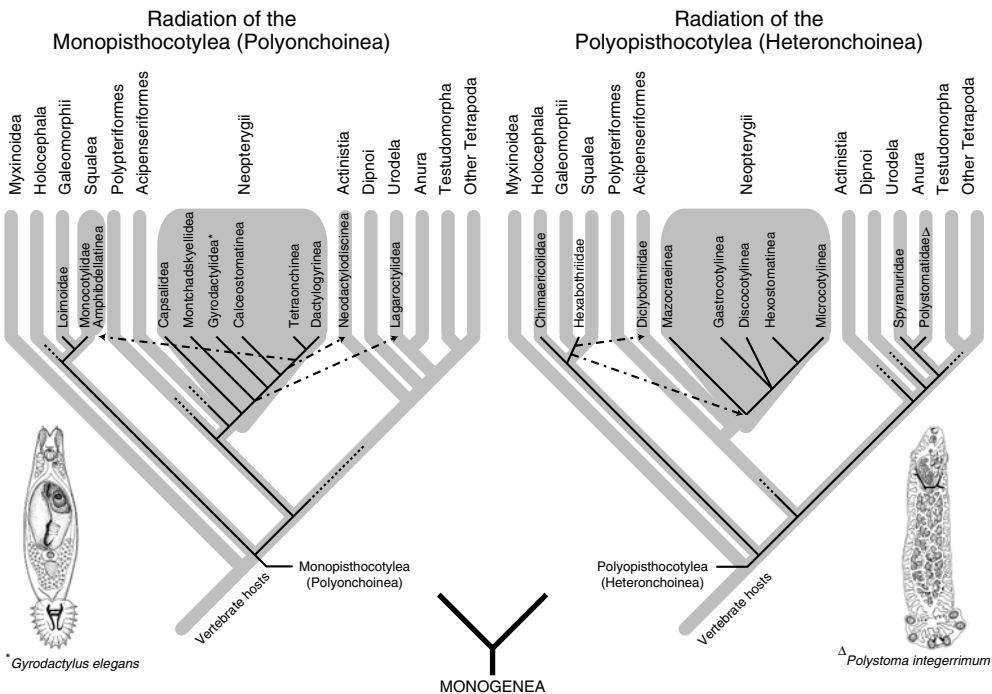 Radiation of the
Monopisthocotylea (Polyonchoinea)
Myxinoidea
Holocephala
Galeomorphii
Squalea
Polypteriformes
Acipenseriformes
Neopterygii
Actinistia
Dipnoi
Urodela
Anura
Testudomorpha
Other Tetrapoda
Loimoidae
Monocotylidae
Amphibdellatinea
Capsalidea
Montchadskyellidea
Gyrodactylidea*
Calceostomatinea
Tetraonchinea
Dactylogyrinea
Neodactylodiscinea
Lagaroctylidea
Monopisthocotylea
(Polyonchoinea)
Vertebrate hosts
*Gyrodactylus elegans
Radiation of the
Polyopisthocotylea (Heteronchoinea)
Myxinoidea
Holocephala
Galeomorphii
Squalea
Polypteriformes
Acipenseriformes
Neopterygii
Actinistia
Dipnoi
Urodela
Anura
Testudomorpha
Other Tetrapoda
Chimaericolidae
Hexabothriidae
Diclybothriidae
Mazocraeinea
Gastrocotylinea
Discocotylinea
Hexostomatinea
Microcotylinea
Spyranuridae
Polystomatidae△
Polyopisthocotylea
(Heteronchoinea)
Vertebrate hosts
△Polystoma integerrimum
MONOGENEA